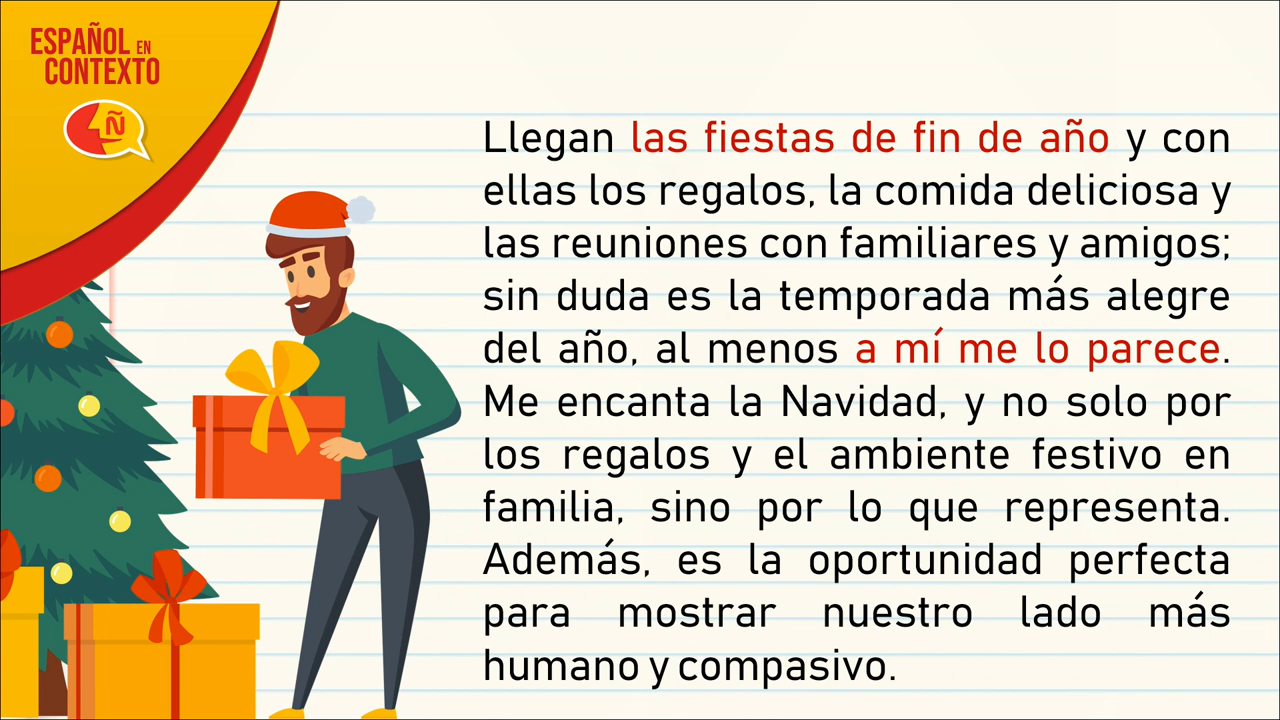 ESPAÑOL EN
CONTEXTO
Ñ
Llegan las fiestas de fin de año y con
ellas los regalos, la comida deliciosa y
las reuniones con familiares y amigos;
sin duda es la temporada más alegre
del año, al menos a mí me lo parece.
Me encanta la Navidad, y no solo por
los regalos y el ambiente festivo en
familia, sino por lo que representa.
Además, es la oportunidad perfecta
para mostrar nuestro lado más
humano y compasivo.